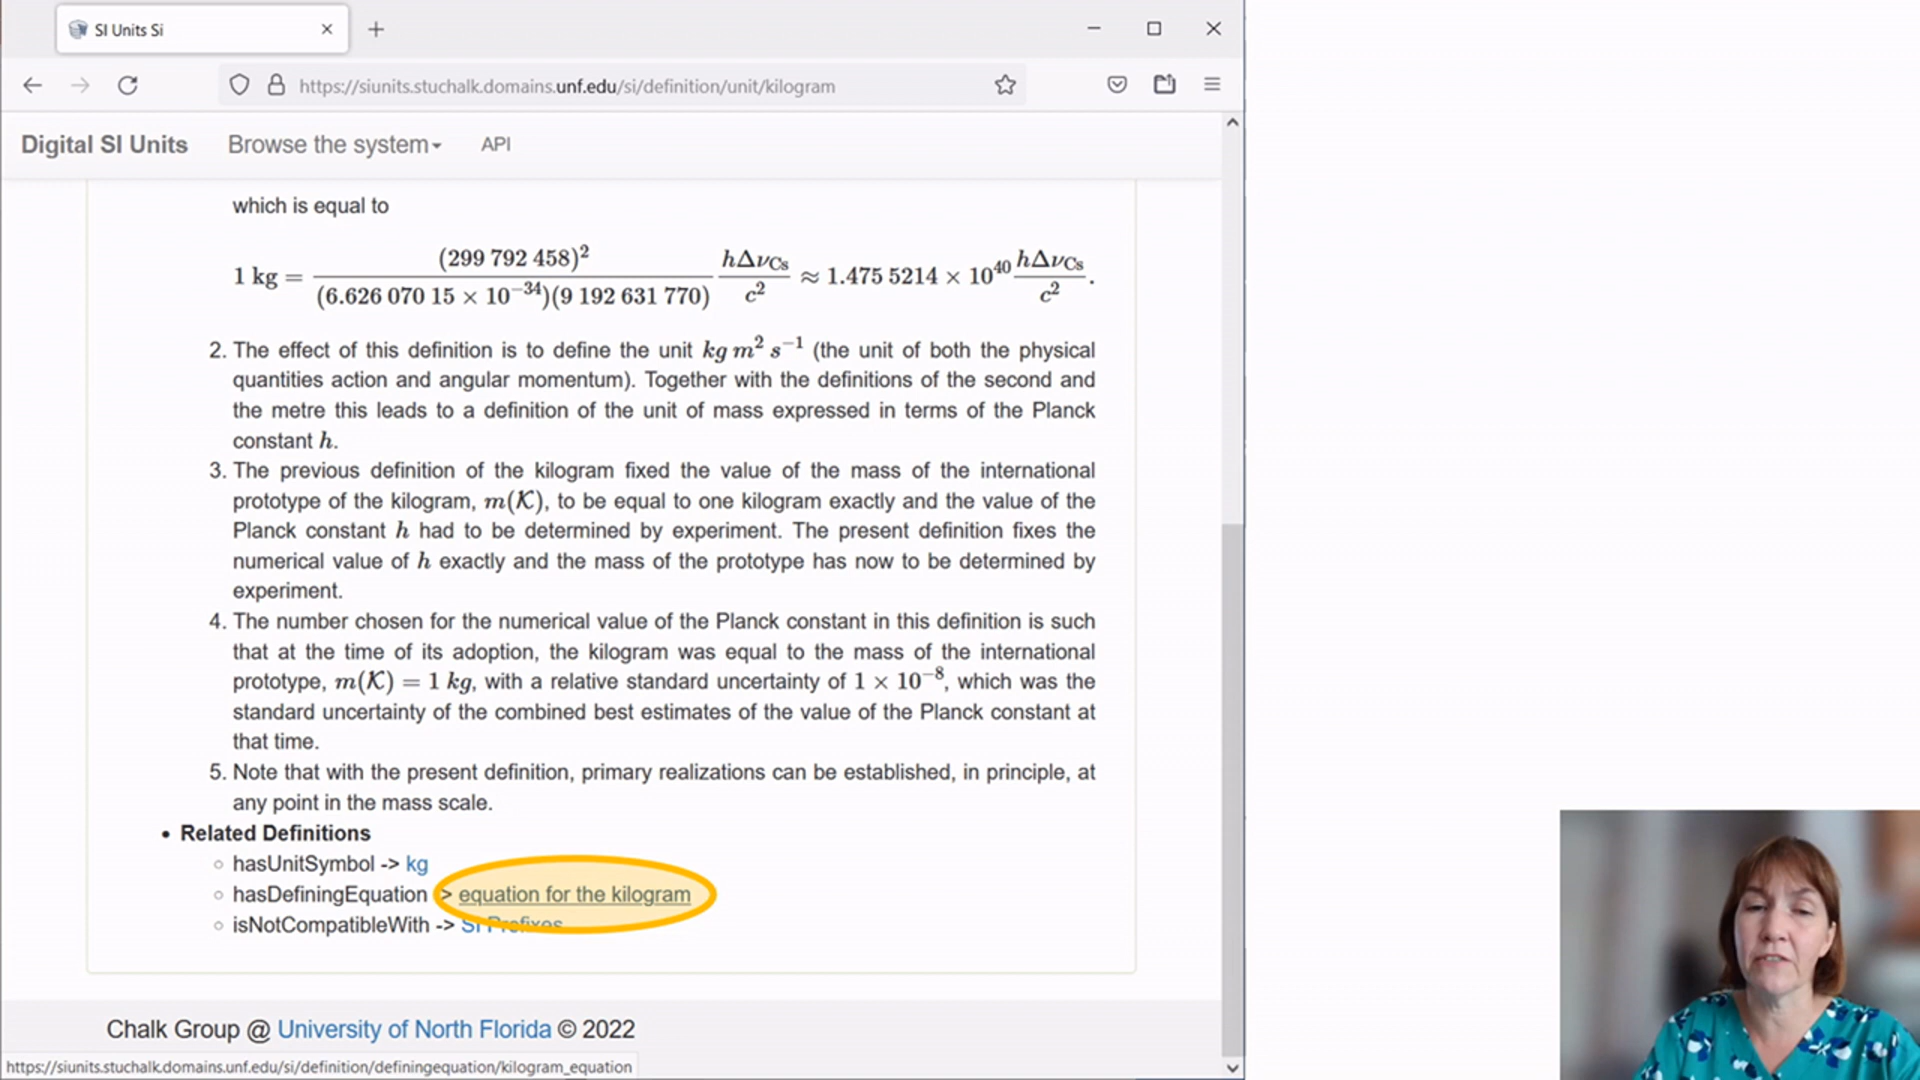 SI Units Si
https://siunits.stuchalk.domains.unf.edu/si/definition/unit/kilogram
Digital SI Units Browse the system API
which is equal to
1 kg = (299 792 458)² / (6.626 070 15 × 10⁻³⁴)(9 192 631 770) hΔνCs / c² ≈ 1.475 5214 × 10⁴⁰ hΔνCs / c² .
2. The effect of this definition is to define the unit kg m² s⁻¹ (the unit of both the physical
quantities action and angular momentum). Together with the definitions of the second and
the metre this leads to a definition of the unit of mass expressed in terms of the Planck
constant h.
3. The previous definition of the kilogram fixed the value of the mass of the international
prototype of the kilogram, m(𝒦), to be equal to one kilogram exactly and the value of the
Planck constant h had to be determined by experiment. The present definition fixes the
numerical value of h exactly and the mass of the prototype has now to be determined by
experiment.
4. The number chosen for the numerical value of the Planck constant in this definition is such
that at the time of its adoption, the kilogram was equal to the mass of the international
prototype, m(𝒦) = 1 kg, with a relative standard uncertainty of 1 × 10⁻⁸, which was the
standard uncertainty of the combined best estimates of the value of the Planck constant at
that time.
5. Note that with the present definition, primary realizations can be established, in principle, at
any point in the mass scale.
• Related Definitions
hasUnitSymbol -> kg
hasDefiningEquation > equation for the kilogram
isNotCompatibleWith -> SI Prefixes
Chalk Group @ University of North Florida © 2022
https://siunits.stuchalk.domains.unf.edu/si/definition/definingequation/kilogram_equation